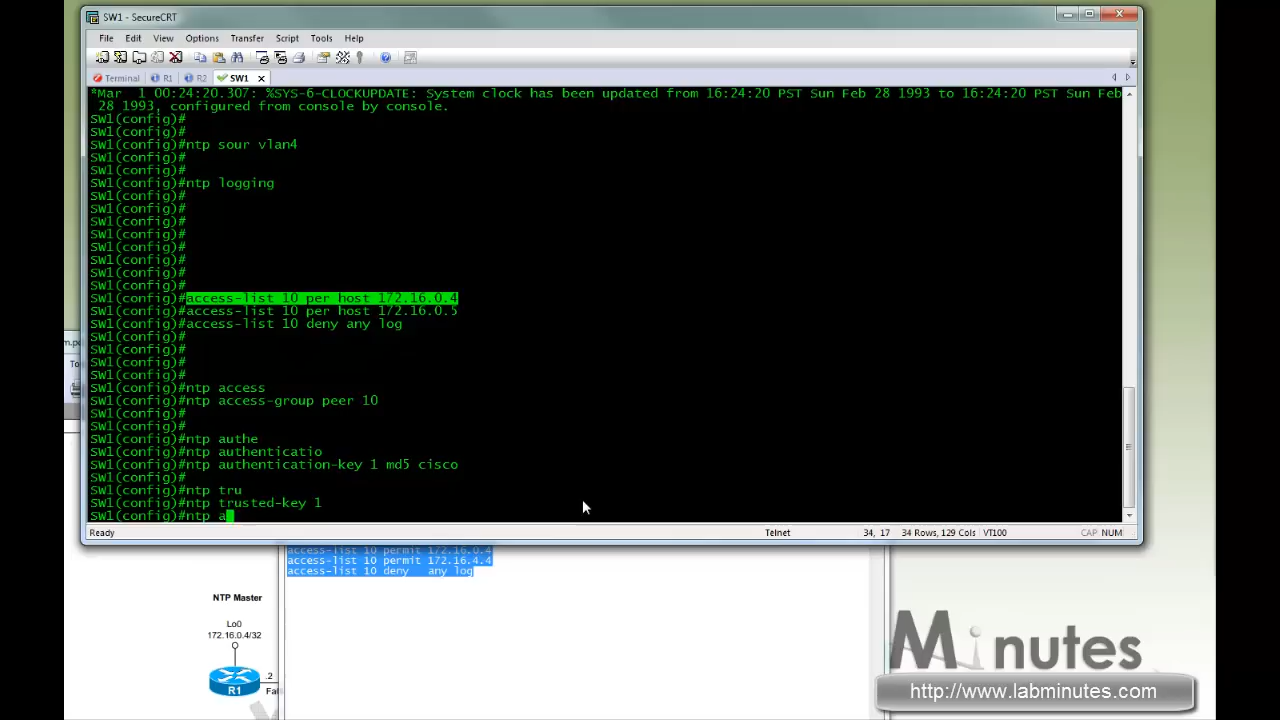 SW1 - SecureCRT
File Edit View Options Transfer Script Tools Help
Terminal R1 R2 SW1
*Mar  1 00:24:20.307: %SYS-6-CLOCKUPDATE: System clock has been updated from 16:24:20 PST Sun Feb 28 1993 to 16:24:20 PST Sun Feb
28 1993, configured from console by console.
SW1(config)#
SW1(config)#
SW1(config)#ntp sour vlan4
SW1(config)#
SW1(config)#
SW1(config)#ntp logging
SW1(config)#
SW1(config)#
SW1(config)#
SW1(config)#
SW1(config)#
SW1(config)#
SW1(config)#
SW1(config)#
SW1(config)#access-list 10 per host 172.16.0.4
SW1(config)#access-list 10 per host 172.16.0.5
SW1(config)#access-list 10 deny any log
SW1(config)#
SW1(config)#
SW1(config)#
SW1(config)#
SW1(config)#ntp access
SW1(config)#ntp access-group peer 10
SW1(config)#
SW1(config)#
SW1(config)#ntp authe
SW1(config)#ntp authenticatio
SW1(config)#ntp authentication-key 1 md5 cisco
SW1(config)#
SW1(config)#ntp tru
SW1(config)#ntp trusted-key 1
SW1(config)#ntp a
Ready Telnet 34, 17 34 Rows, 129 Cols VT100 CAP NUM
access-list 10 permit 172.16.0.4
access-list 10 permit 172.16.4.4
access-list 10 deny   any log
NTP Master
Lo0
172.16.0.4/32
R1
.2
Minutes
http://www.labminutes.com